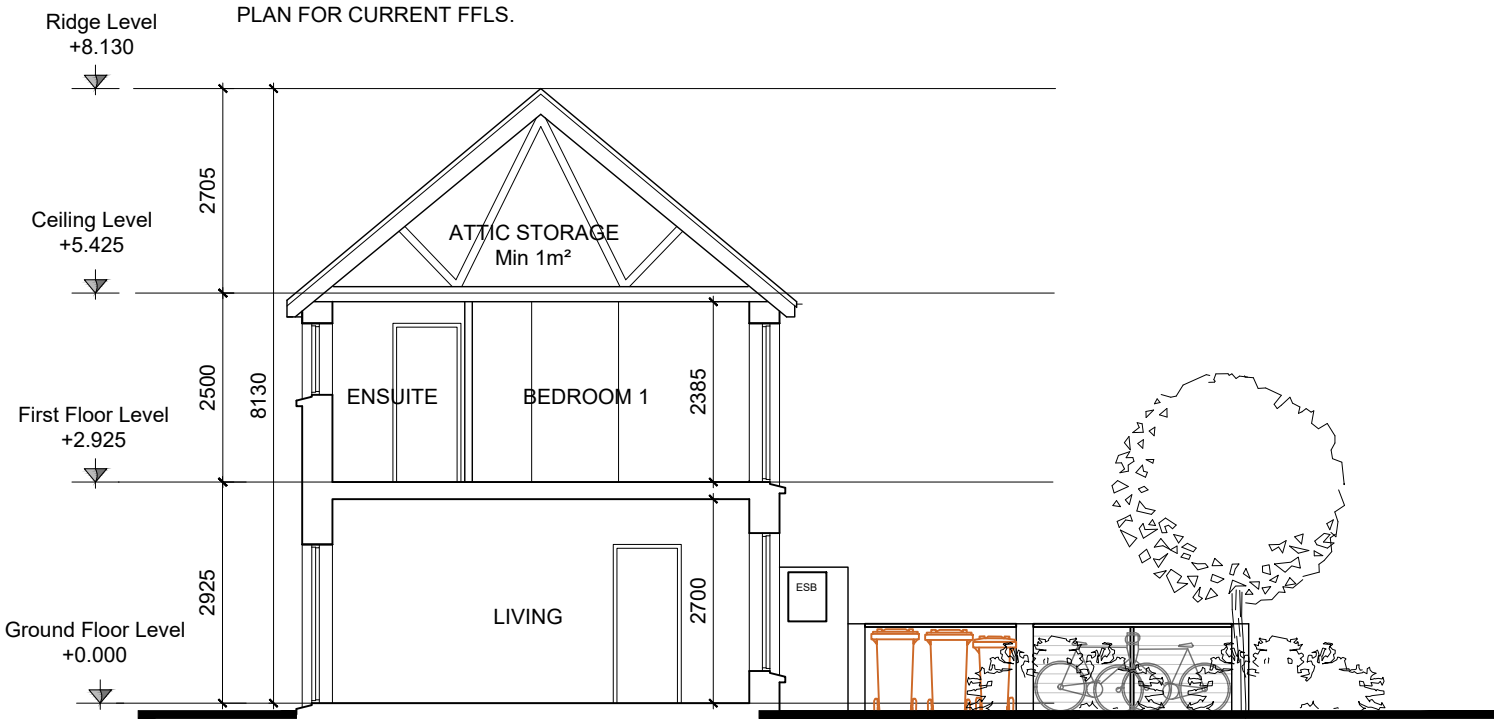 PLAN FOR CURRENT FFLS.
Ridge Level
+8.130
2705
Ceiling Level
+5.425
ATTIC STORAGE
Min 1m²
2500
8130
ENSUITE
BEDROOM 1
2385
First Floor Level
+2.925
2925
LIVING
2700
ESB
Ground Floor Level
+0.000